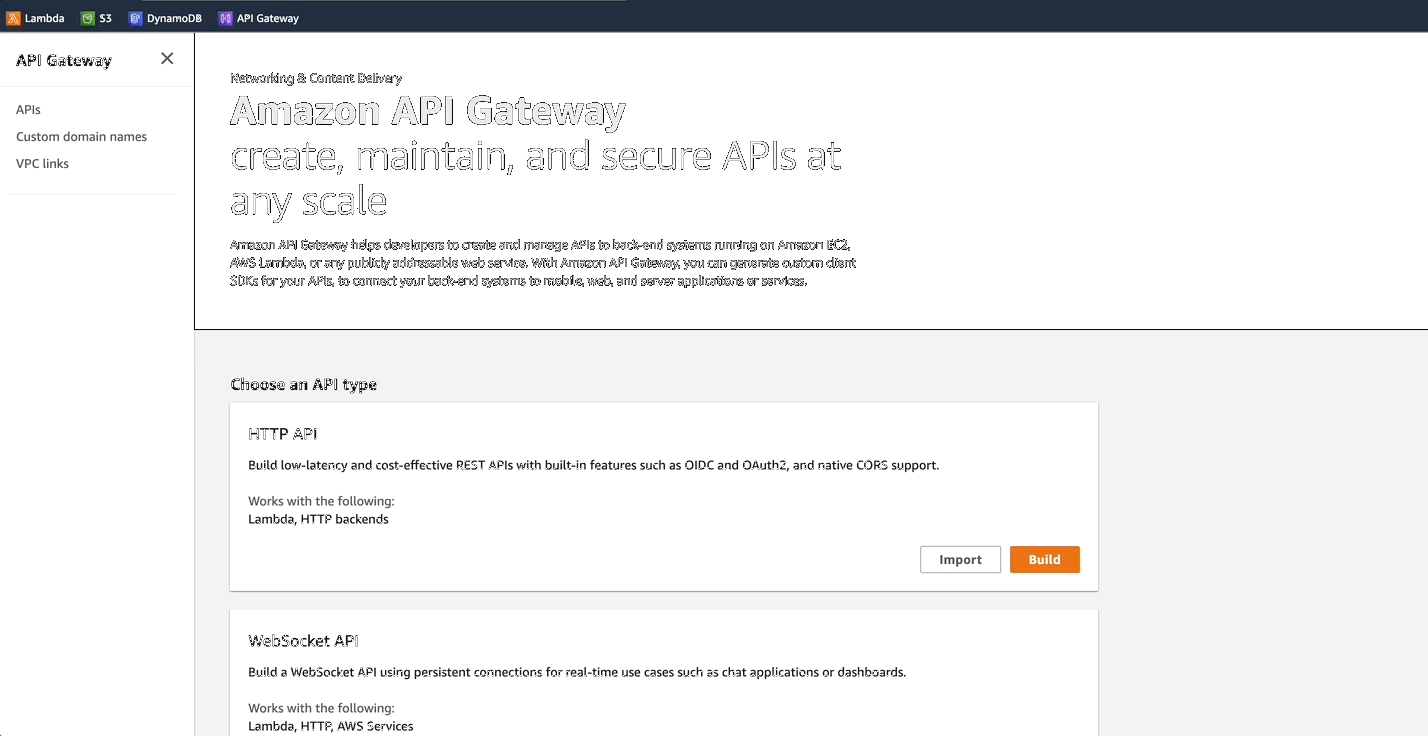 Lambda S3 DynamoDB API Gateway
API Gateway
APIs
Custom domain names
VPC links
Networking & Content Delivery
Amazon API Gateway
create, maintain, and secure APIs at
any scale
Amazon API Gateway helps developers to create and manage APIs to back-end systems running on Amazon EC2,
AWS Lambda, or any publicly addressable web service. With Amazon API Gateway, you can generate custom client
SDKs for your APIs, to connect your back-end systems to mobile, web, and server applications or services.
Choose an API type
HTTP API
Build low-latency and cost-effective REST APIs with built-in features such as OIDC and OAuth2, and native CORS support.
Works with the following:
Lambda, HTTP backends
Import Build
WebSocket API
Build a WebSocket API using persistent connections for real-time use cases such as chat applications or dashboards.
Works with the following:
Lambda, HTTP, AWS Services